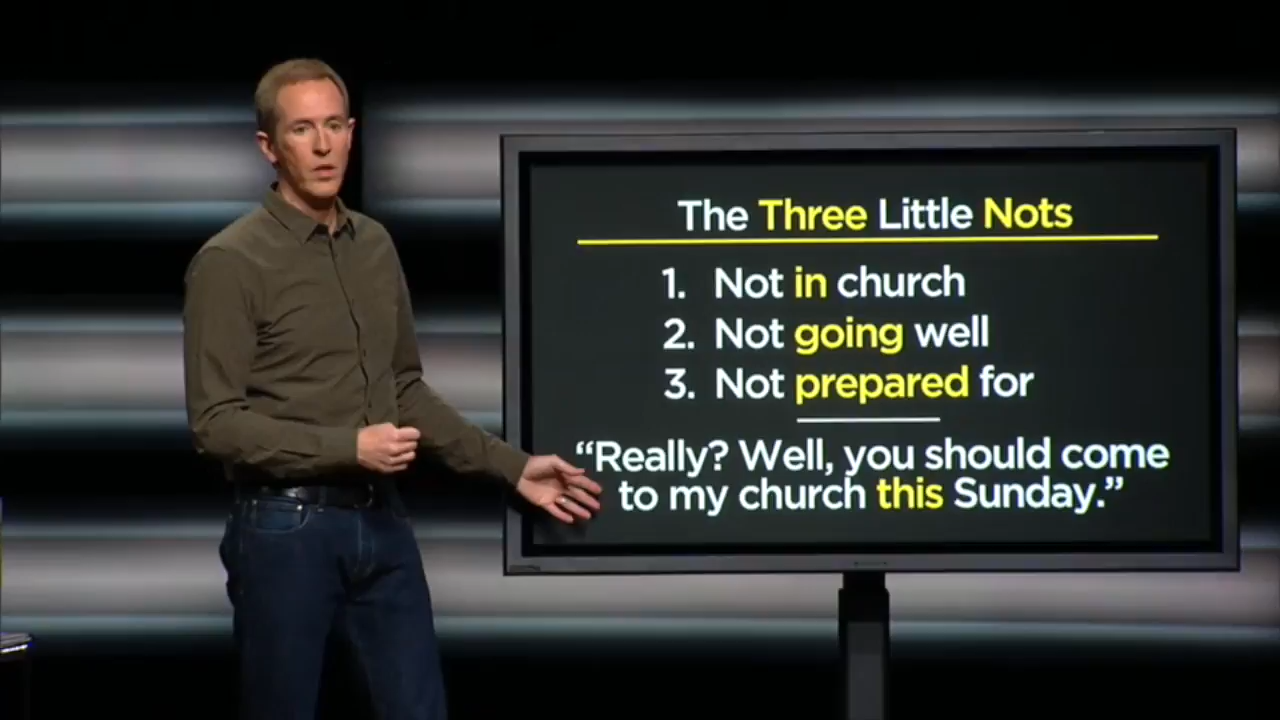 The Three Little Nots
1. Not in church
2. Not going well
3. Not prepared for
“Really? Well, you should come
to my church this Sunday.”